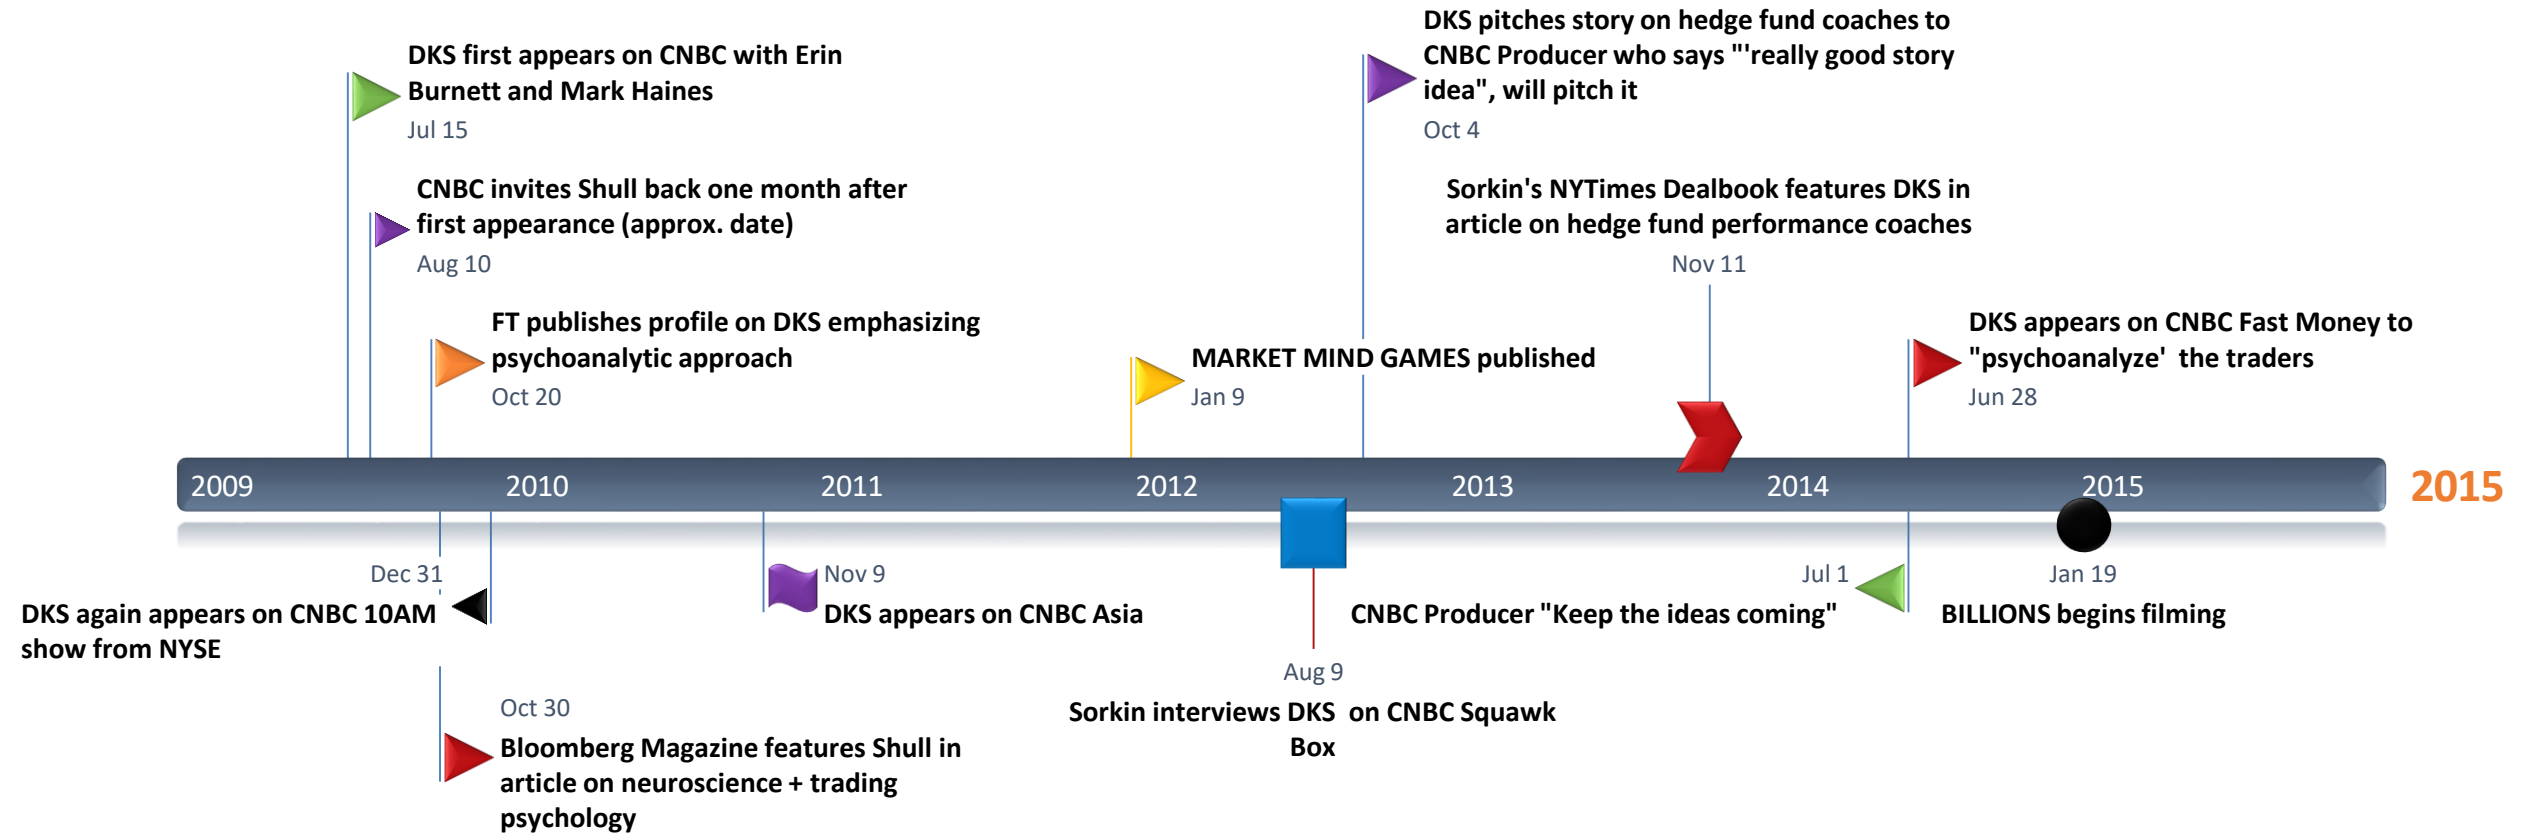 DKS first appears on CNBC with Erin
Burnett and Mark Haines
Jul 15
CNBC invites Shull back one month after
first appearance (approx. date)
Aug 10
FT publishes profile on DKS emphasizing
psychoanalytic approach
Oct 20
MARKET MIND GAMES published
Jan 9
DKS pitches story on hedge fund coaches to
CNBC Producer who says "'really good story
idea", will pitch it
Oct 4
Sorkin's NYTimes Dealbook features DKS in
article on hedge fund performance coaches
Nov 11
DKS appears on CNBC Fast Money to
"psychoanalyze'  the traders
Jun 28
2009
2010
2011
2012
2013
2014
2015
2015
Dec 31
DKS again appears on CNBC 10AM
show from NYSE
Oct 30
Bloomberg Magazine features Shull in
article on neuroscience + trading
psychology
Nov 9
DKS appears on CNBC Asia
Aug 9
Sorkin interviews DKS  on CNBC Squawk
Box
Jul 1
CNBC Producer "Keep the ideas coming"
Jan 19
BILLIONS begins filming